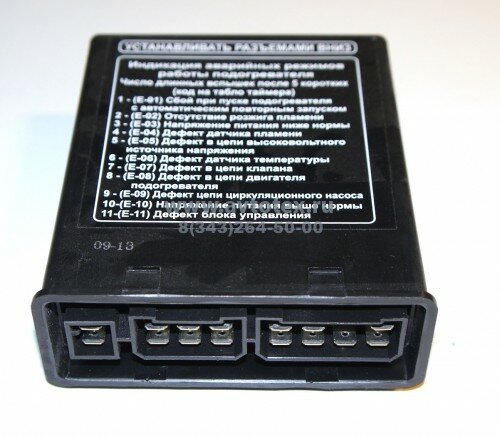 УСТАНАВЛИВАТЬ РАЗЪЕМАМИ ВНИЗ
Индикация аварийных режимов
работы подогревателя
Число длинных вспышек после 5 коротких
(код на табло таймера)
1 - (E-01) Сбой при пуске подогревателя
с автоматическим повторным запуском
2 - (E-02) Отсутствие розжига пламени
3 - (E-03) Напряжение питания ниже нормы
4 - (E-04) Дефект датчика пламени
5 - (E-05) Дефект в цепи высоковольтного
источника напряжения
6 - (E-06) Дефект датчика температуры
7 - (E-07) Дефект в цепи клапана
8 - (E-08) Дефект в цепи двигателя
подогревателя
9 - (E-09) Дефект цепи циркуляционного насоса
10-(E-10) Напряжение выше нормы
11-(E-11) Дефект блока управления
8(343)264-50-00
09-13